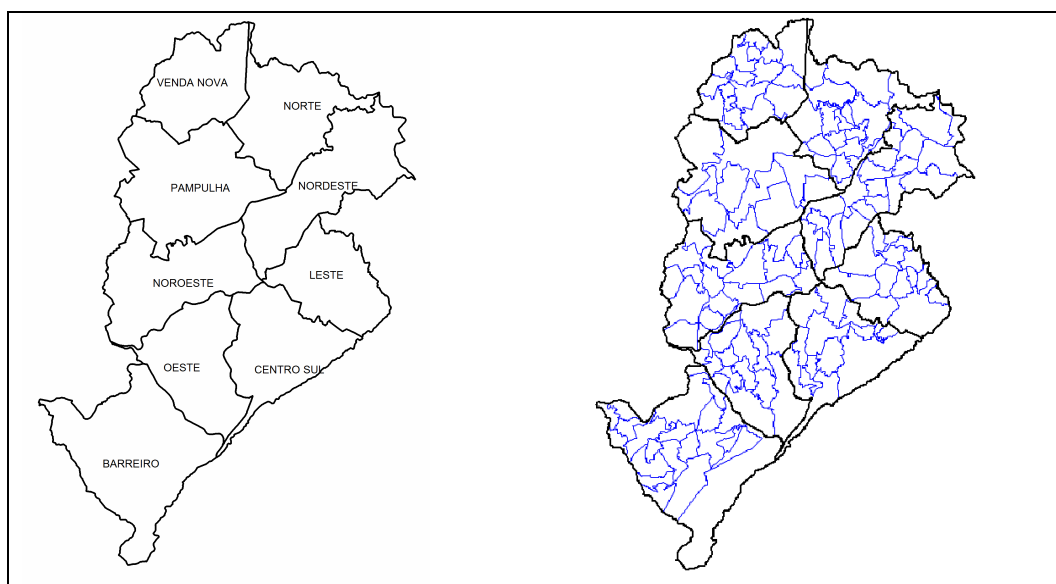 VENDA NOVA
NORTE
PAMPULHA
NORDESTE
NOROESTE
LESTE
OESTE
CENTRO SUL
BARREIRO